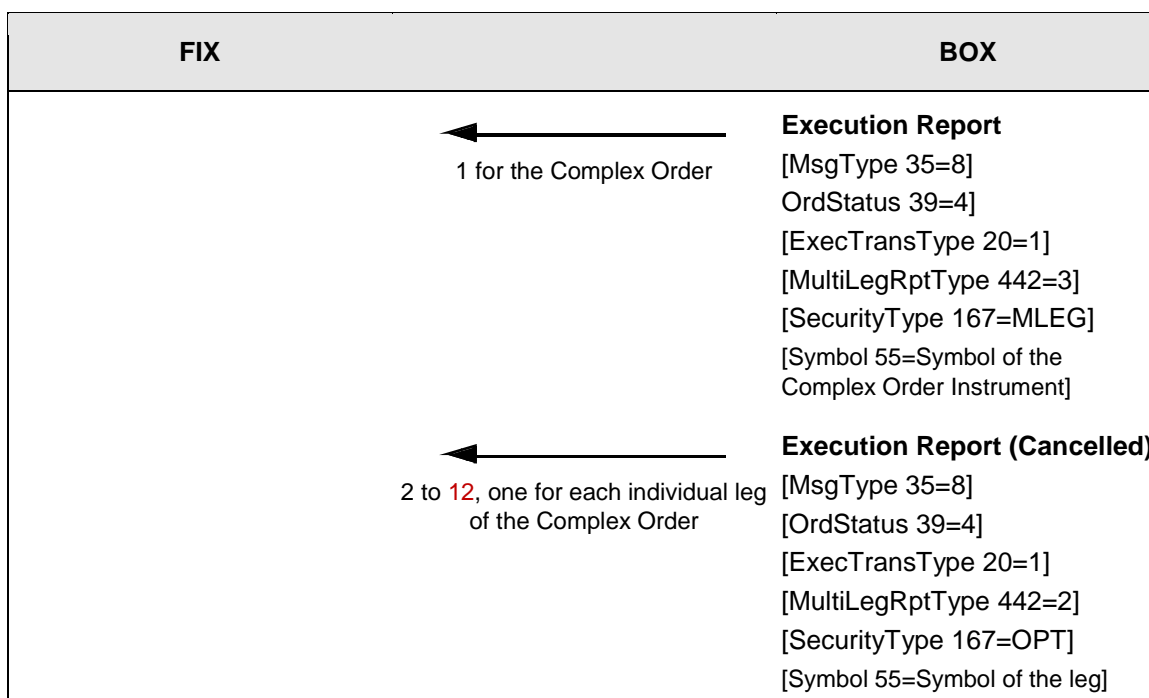 FIX
BOX
1 for the Complex Order
Execution Report
[MsgType 35=8]
OrdStatus 39=4]
[ExecTransType 20=1]
[MultiLegRptType 442=3]
[SecurityType 167=MLEG]
[Symbol 55=Symbol of the
Complex Order Instrument]
2 to 12, one for each individual leg
of the Complex Order
Execution Report (Cancelled)
[MsgType 35=8]
[OrdStatus 39=4]
[ExecTransType 20=1]
[MultiLegRptType 442=2]
[SecurityType 167=OPT]
[Symbol 55=Symbol of the leg]